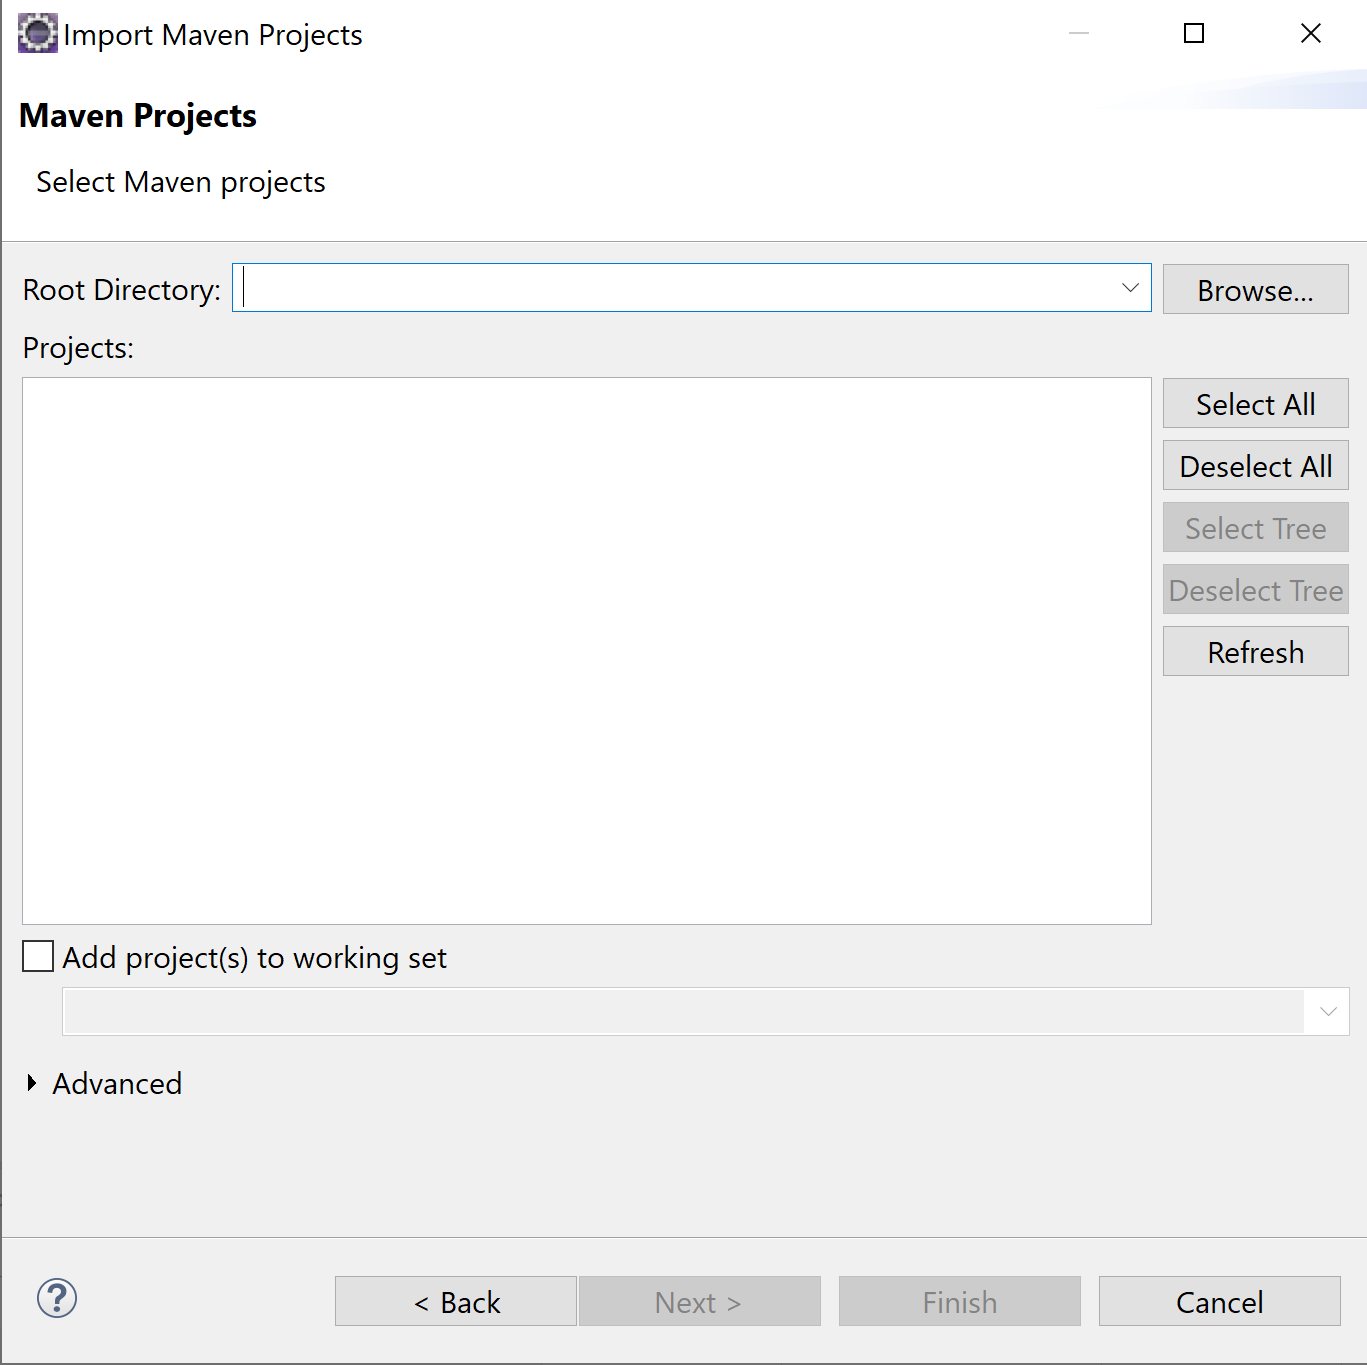 Import Maven Projects
Maven Projects
Select Maven projects
Root Directory:
Browse...
Projects:
Select All
Deselect All
Select Tree
Deselect Tree
Refresh
Add project(s) to working set
Advanced
?
< Back
Next >
Finish
Cancel